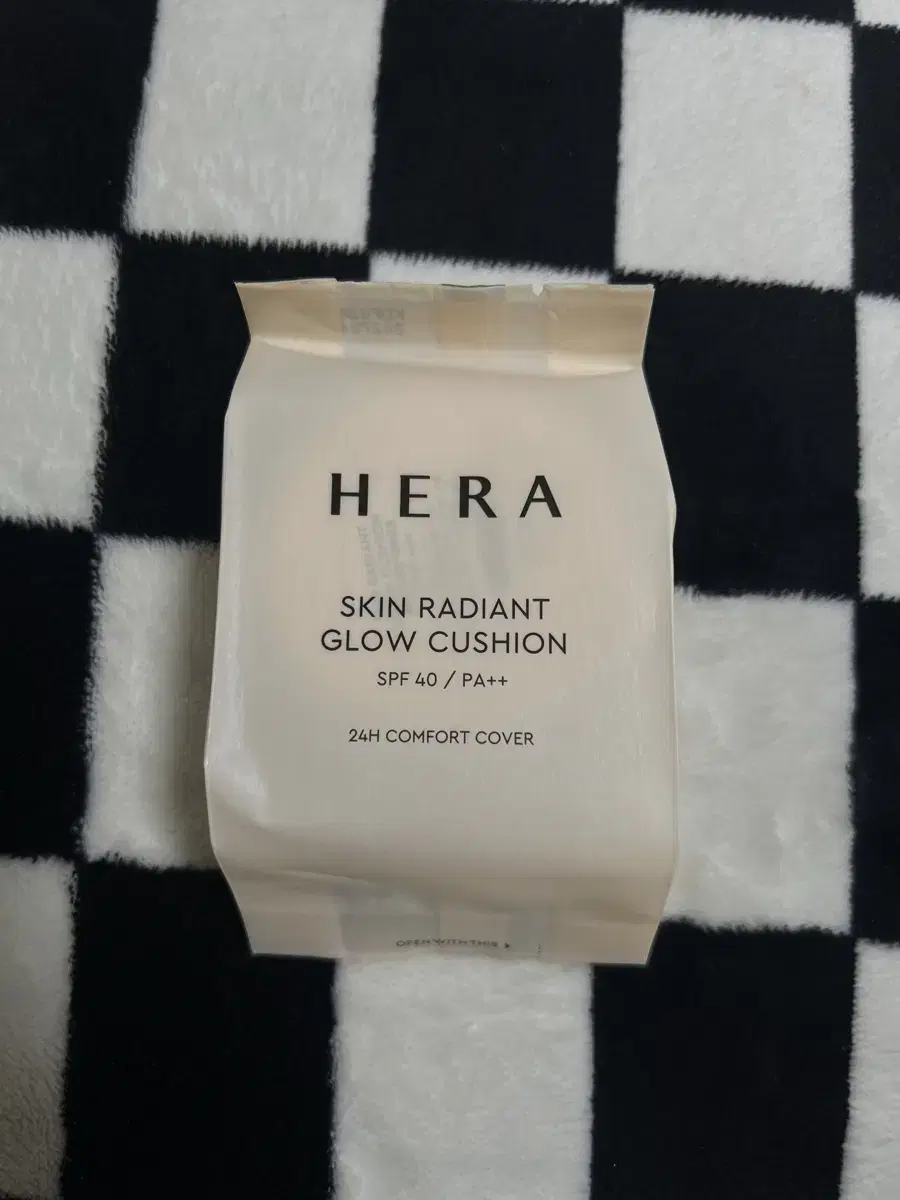 HERA
SKIN RADIANT
GLOW CUSHION
SPF 40 / PA++
24H COMFORT COVER
OPEN WITH THIS